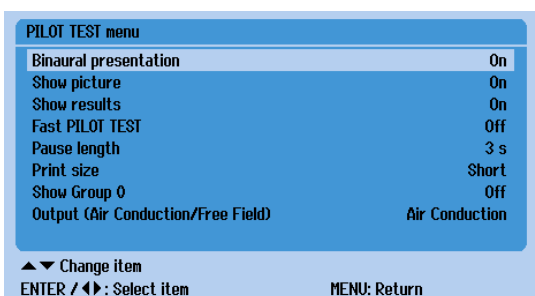 PILOT TEST menu
Binaural presentation On
Show picture On
Show results On
Fast PILOT TEST Off
Pause length 3 s
Print size Short
Show Group 0 Off
Output (Air Conduction/Free Field) Air Conduction
▲▼ Change item
ENTER / ◀▶: Select item MENU: Return